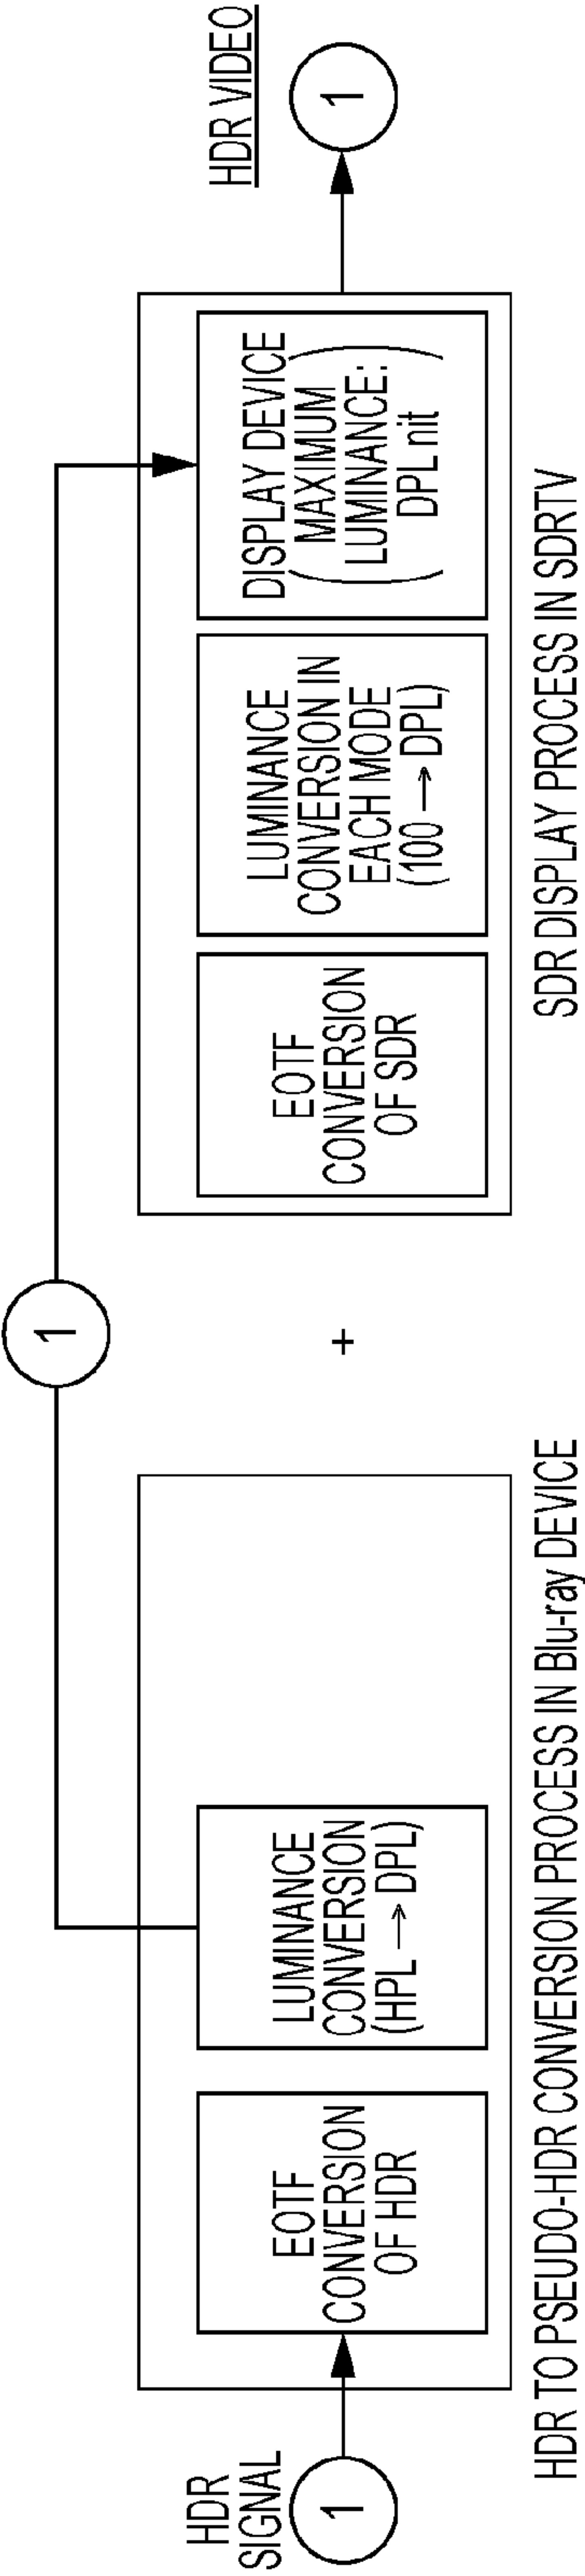 HDR
SIGNAL
1
EOTF
CONVERSION
OF HDR
LUMINANCE
CONVERSION
(HPL → DPL)
HDR TO PSEUDO-HDR CONVERSION PROCESS IN Blu-ray DEVICE
1
+
EOTF
CONVERSION
OF SDR
LUMINANCE
CONVERSION IN
EACH MODE
(100 → DPL)
DISPLAY DEVICE
(MAXIMUM
LUMINANCE:
DPL nit)
SDR DISPLAY PROCESS IN SDRTV
HDR VIDEO
1